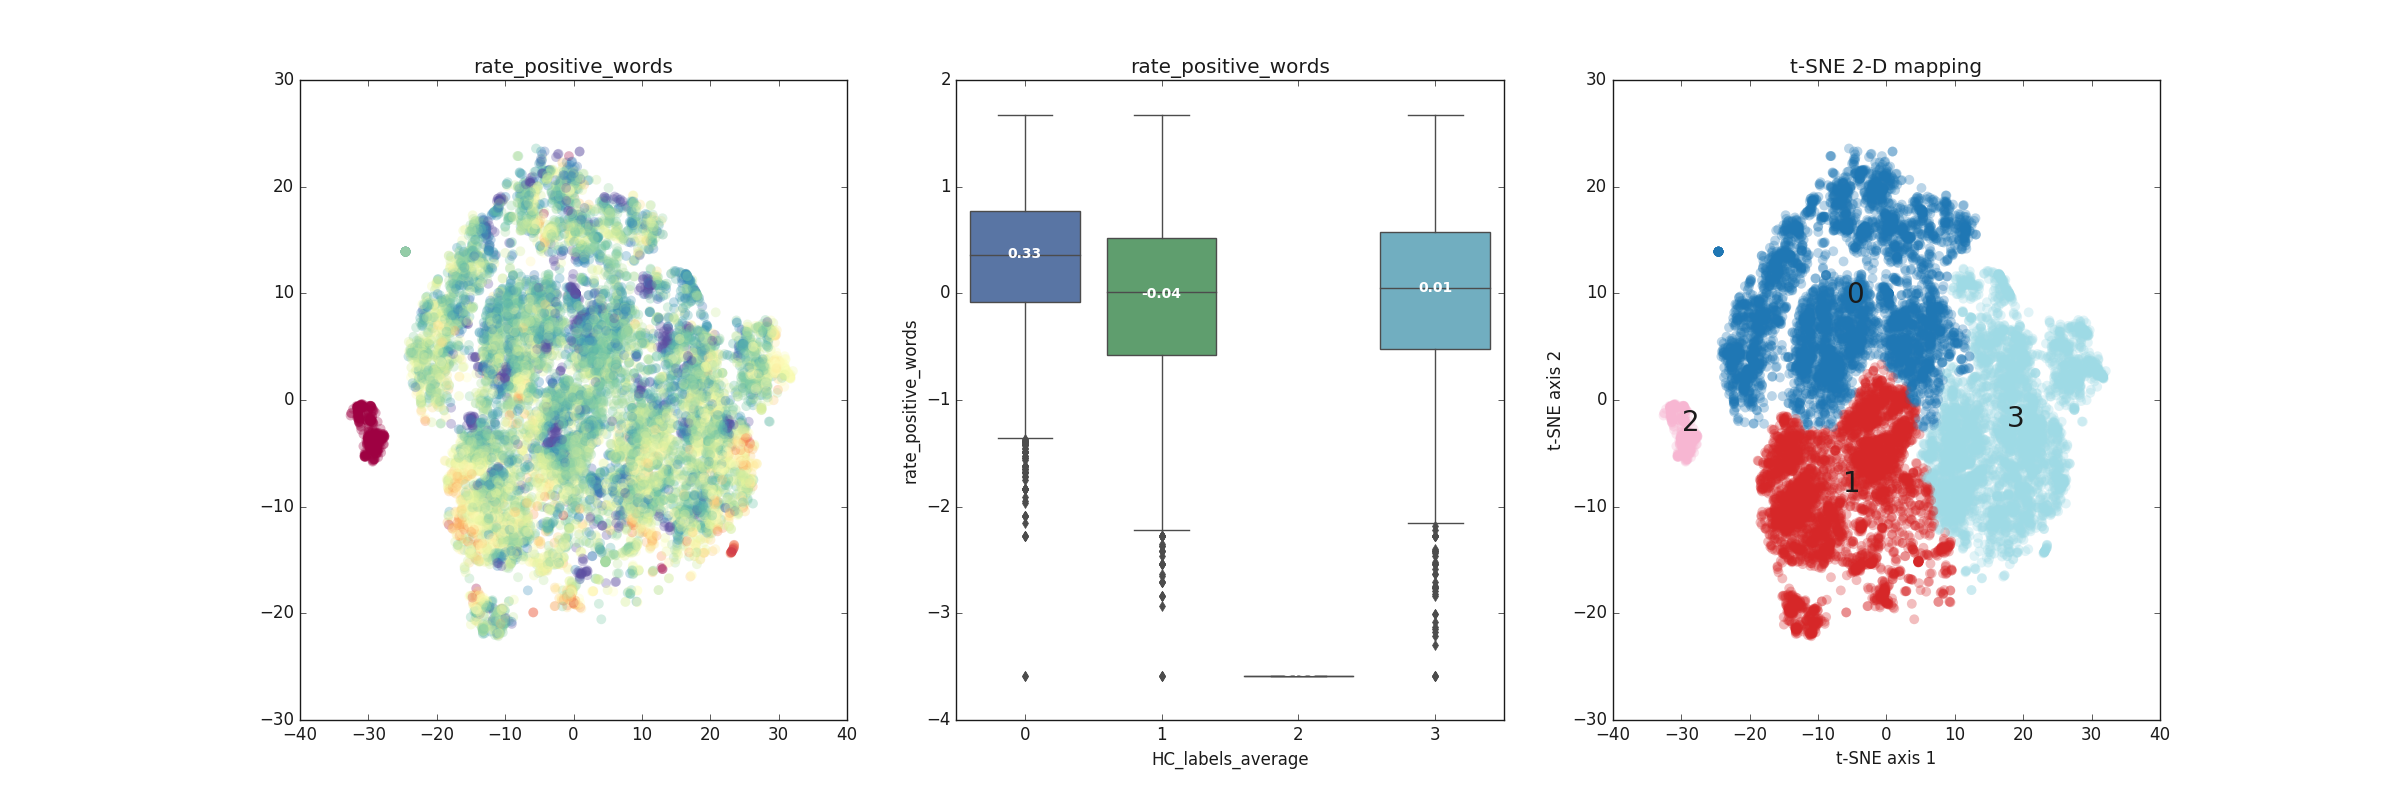 rate_positive_words
30
20
10
0
−10
−20
−30
−40 −30 −20 −10 0 10 20 30 40
rate_positive_words
rate_positive_words
2
1
0
−1
−2
−3
−4
0.33
-0.04
0.01
0 1 2 3
HC_labels_average
t-SNE 2-D mapping
t-SNE axis 2
30
20
10
0
−10
−20
−30
0
1
2
3
−40 −30 −20 −10 0 10 20 30 40
t-SNE axis 1